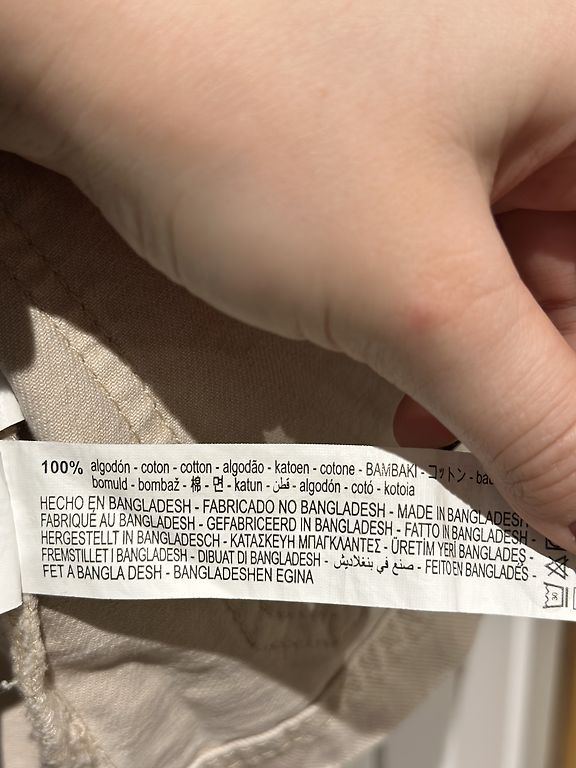 100% algodón - coton - cotton - algodão - katoen - cotone - BAMBAKI - コットン -
bomuld - bombaž - 棉 - 면 - katun - قطن - algodón - cotó - kotoia
HECHO EN BANGLADESH - FABRICADO NO BANGLADESH - MADE IN BANGLADESH
FABRIQUÉ AU BANGLADESH - GEFABRICEERD IN BANGLADESH - FATTO IN BANGLADESH -
HERGESTELLT IN BANGLADESCH - ΚΑΤΑΣΚΕΥΗ ΜΠΑΓΚΛΑΝΤΕΣ - ÜRETİM YERİ BANGLADEŞ -
FREMSTILLET I BANGLADESH - DIBUAT DI BANGLADESH - صنع في بنغلاديش - FEITO EN BANGLADÉS -
FET A BANGLA DESH - BANGLADESHEN EGINA